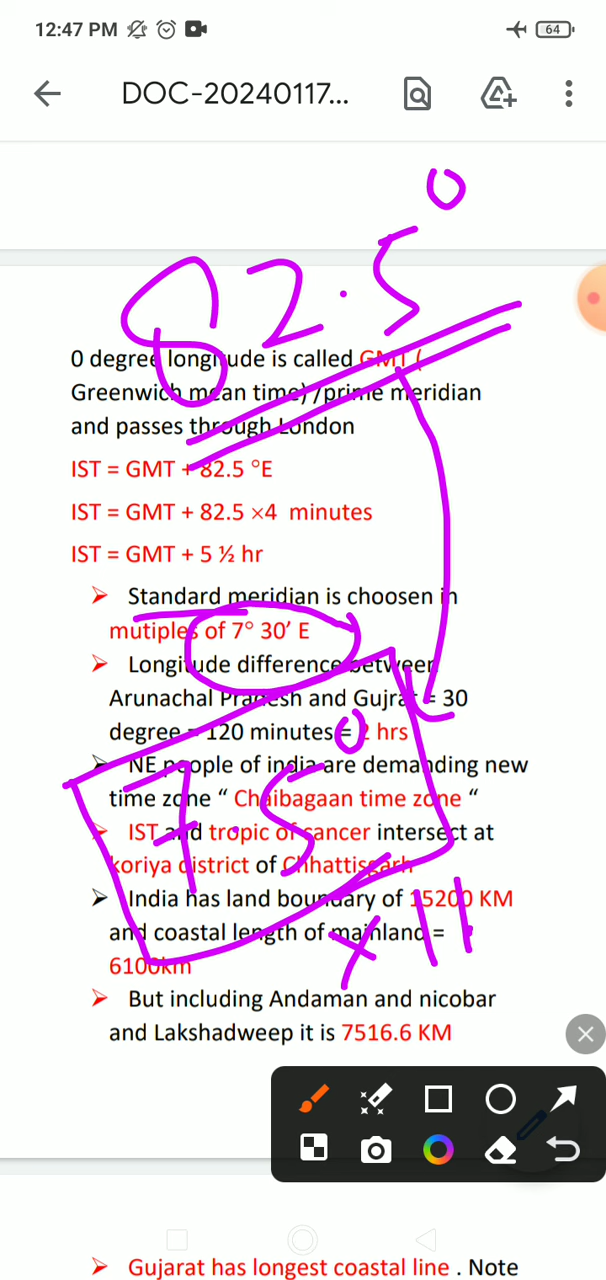 12:47 PM
64
DOC-20240117...
82.5°
0 degree longitude is called GMT (
Greenwich mean time) /prime meridian
and passes through London
IST = GMT + 82.5 °E
IST = GMT + 82.5 ×4 minutes
IST = GMT + 5 ½ hr
➢ Standard meridian is choosen in
mutiples of 7° 30’ E
➢ Longitude difference between
Arunachal Pradesh and Gujrat = 30
degree = 120 minutes = 2 hrs
➢ NE people of india are demanding new
time zone “ Chaibagaan time zone “
➢ IST and tropic of cancer intersect at
koriya district of Chhattisgarh
➢ India has land boundary of 15200 KM
and coastal length of mainland =
6100km
7.5° × 11
➢ But including Andaman and nicobar
and Lakshadweep it is 7516.6 KM
➢ Gujarat has longest coastal line . Note